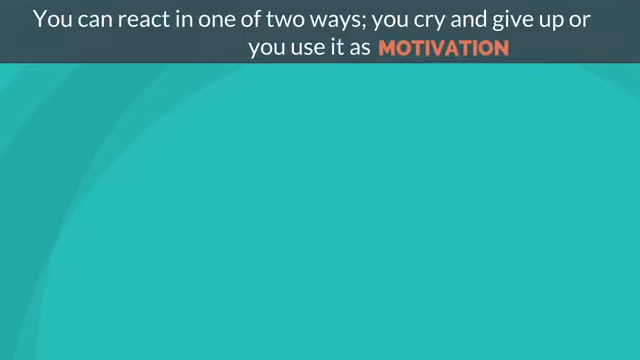 You can react in one of two ways; you cry and give up or
you use it as MOTIVATION